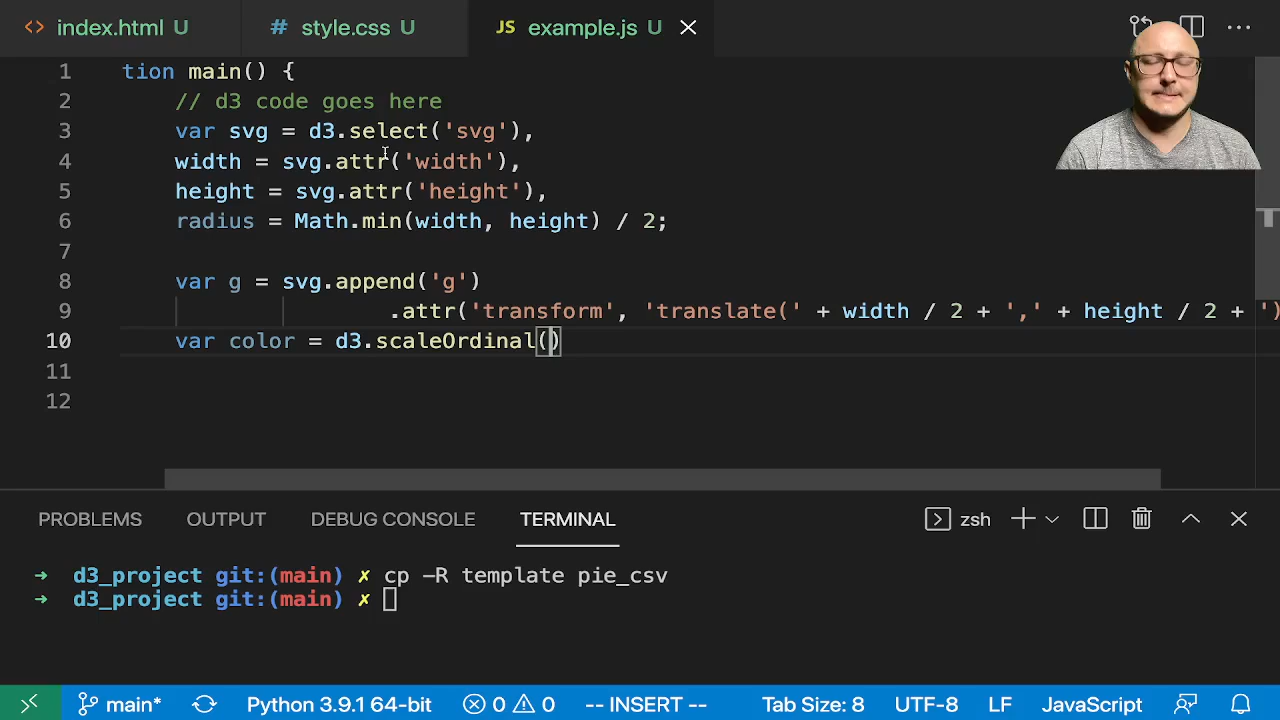 index.html U
# style.css U
JS example.js U
1 tion main() {
2 // d3 code goes here
3 var svg = d3.select('svg'),
4 width = svg.attr('width'),
5 height = svg.attr('height'),
6 radius = Math.min(width, height) / 2;
7
8 var g = svg.append('g')
9 .attr('transform', 'translate(' + width / 2 + ',' + height / 2 + ')
10 var color = d3.scaleOrdinal()
11
12
PROBLEMS OUTPUT DEBUG CONSOLE TERMINAL zsh
→ d3_project git:(main) ✗ cp -R template pie_csv
→ d3_project git:(main) ✗
main* Python 3.9.1 64-bit 0 0 -- INSERT -- Tab Size: 8 UTF-8 LF JavaScript